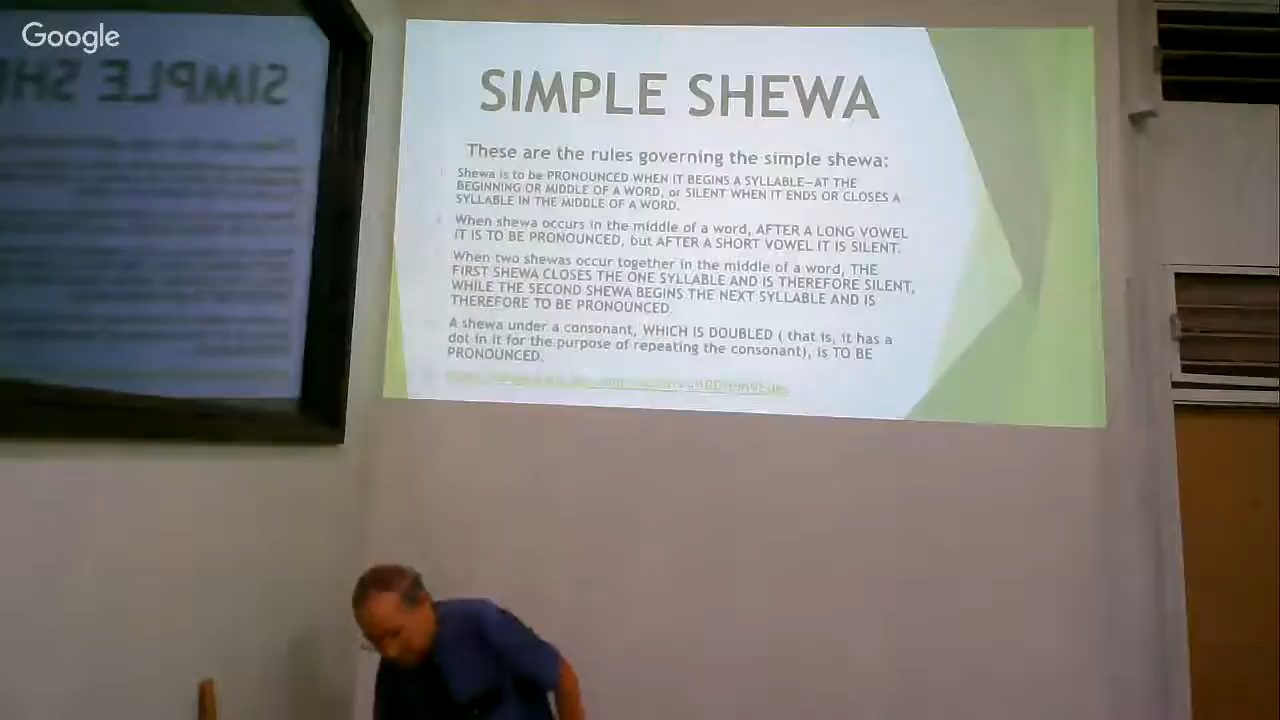 Google
SIMPLE SHE
SIMPLE SHEWA
These are the rules governing the simple shewa:
Shewa is to be PRONOUNCED WHEN IT BEGINS A SYLLABLE—AT THE
BEGINNING OR MIDDLE OF A WORD, or SILENT WHEN IT ENDS OR CLOSES A
SYLLABLE IN THE MIDDLE OF A WORD.
When shewa occurs in the middle of a word, AFTER A LONG VOWEL
IT IS TO BE PRONOUNCED, but AFTER A SHORT VOWEL IT IS SILENT.
When two shewas occur together in the middle of a word, THE
FIRST SHEWA CLOSES THE ONE SYLLABLE AND IS THEREFORE SILENT,
WHILE THE SECOND SHEWA BEGINS THE NEXT SYLLABLE AND IS
THEREFORE TO BE PRONOUNCED.
A shewa under a consonant, WHICH IS DOUBLED ( that is, it has a
dot in it for the purpose of repeating the consonant), IS TO BE
PRONOUNCED.